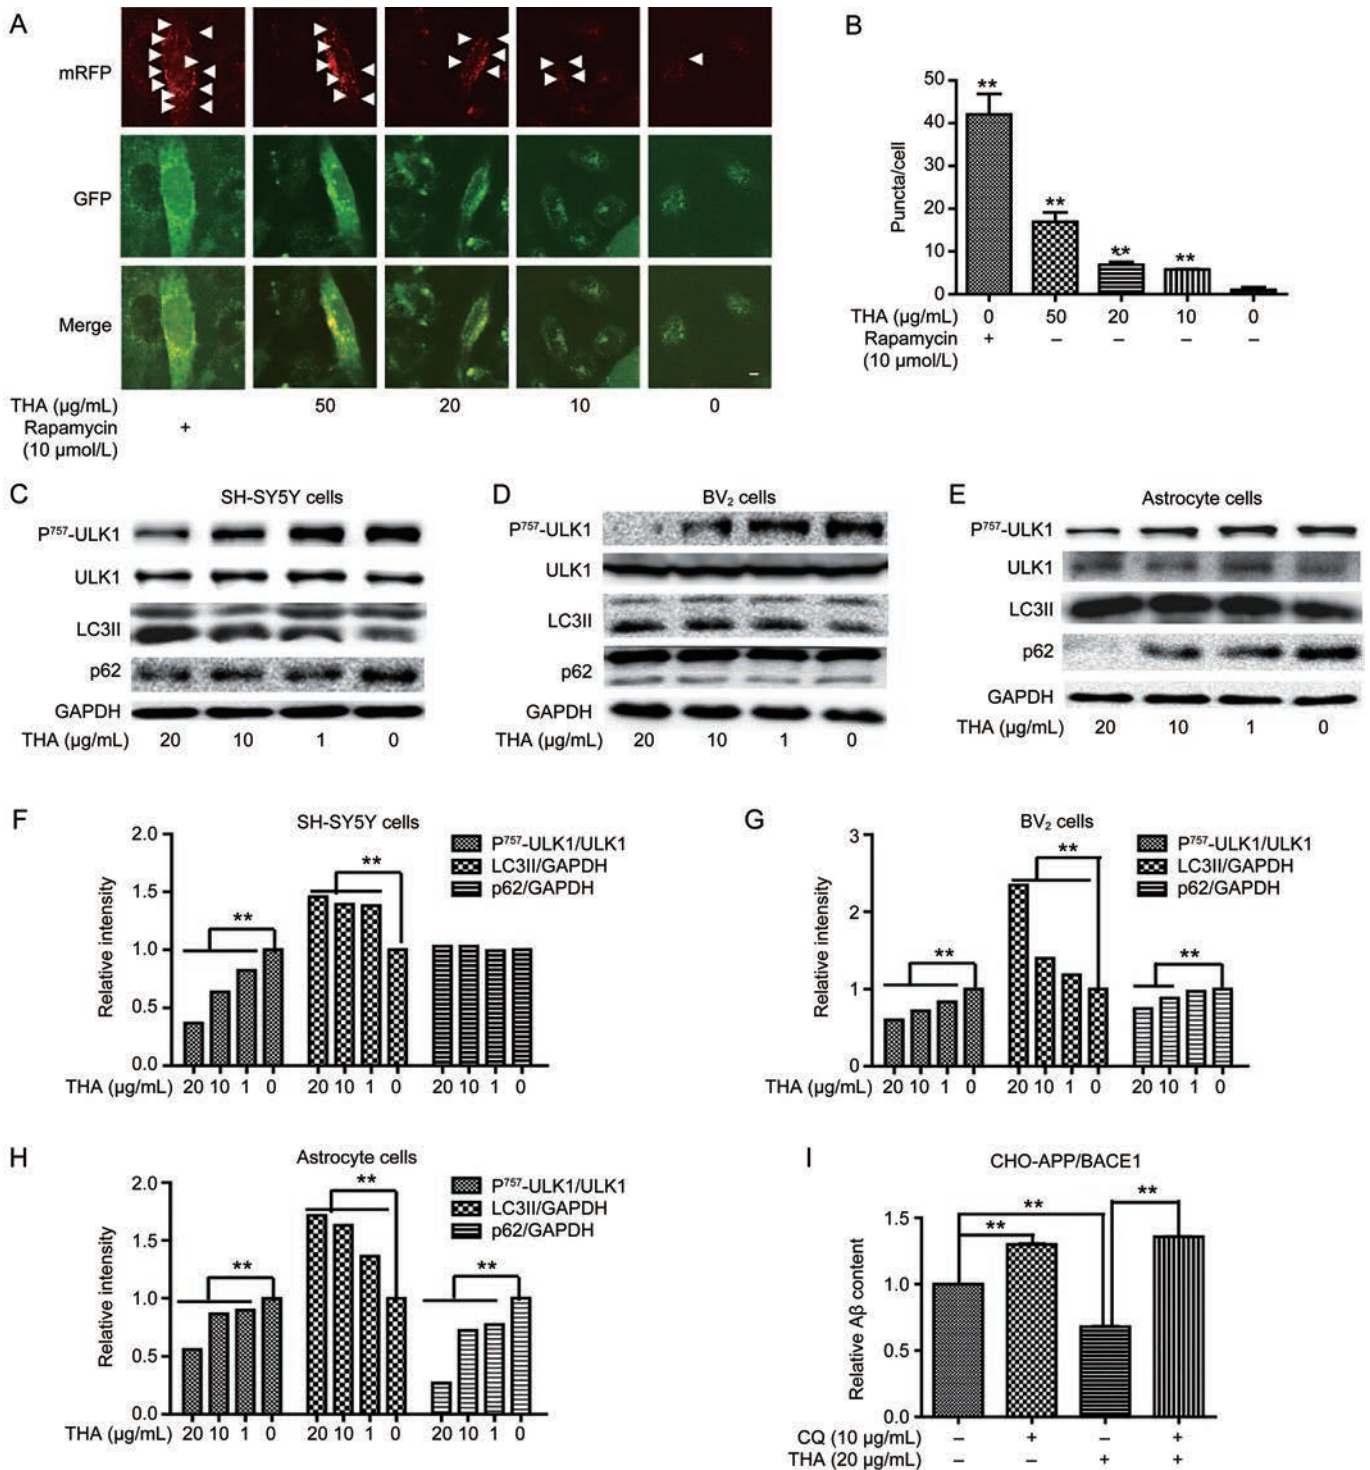 A
mRFP
GFP
Merge
THA (μg/mL) 50 20 10 0
Rapamycin +
(10 μmol/L)
B
Puncta/cell
50
40
30
20
10
0
** ** ** **
THA (μg/mL) 0 50 20 10 0
Rapamycin + – – – –
(10 μmol/L)
C
SH-SY5Y cells
P⁷⁵⁷-ULK1
ULK1
LC3II
p62
GAPDH
THA (μg/mL) 20 10 1 0
D
BV₂ cells
P⁷⁵⁷-ULK1
ULK1
LC3II
p62
GAPDH
THA (μg/mL) 20 10 1 0
E
Astrocyte cells
P⁷⁵⁷-ULK1
ULK1
LC3II
p62
GAPDH
THA (μg/mL) 20 10 1 0
F
SH-SY5Y cells
Relative intensity
2.0
1.5
1.0
0.5
0.0
** **
P⁷⁵⁷-ULK1/ULK1
LC3II/GAPDH
p62/GAPDH
THA (μg/mL) 20 10 1 0 20 10 1 0 20 10 1 0
G
BV₂ cells
Relative intensity
3
2
1
0
** ** **
P⁷⁵⁷-ULK1/ULK1
LC3II/GAPDH
p62/GAPDH
THA (μg/mL) 20 10 1 0 20 10 1 0 20 10 1 0
H
Astrocyte cells
Relative intensity
2.0
1.5
1.0
0.5
0.0
** ** **
P⁷⁵⁷-ULK1/ULK1
LC3II/GAPDH
p62/GAPDH
THA (μg/mL) 20 10 1 0 20 10 1 0 20 10 1 0
I
CHO-APP/BACE1
Relative Aβ content
1.5
1.0
0.5
0.0
** ** **
CQ (10 μg/mL) – + – +
THA (20 μg/mL) – – + +